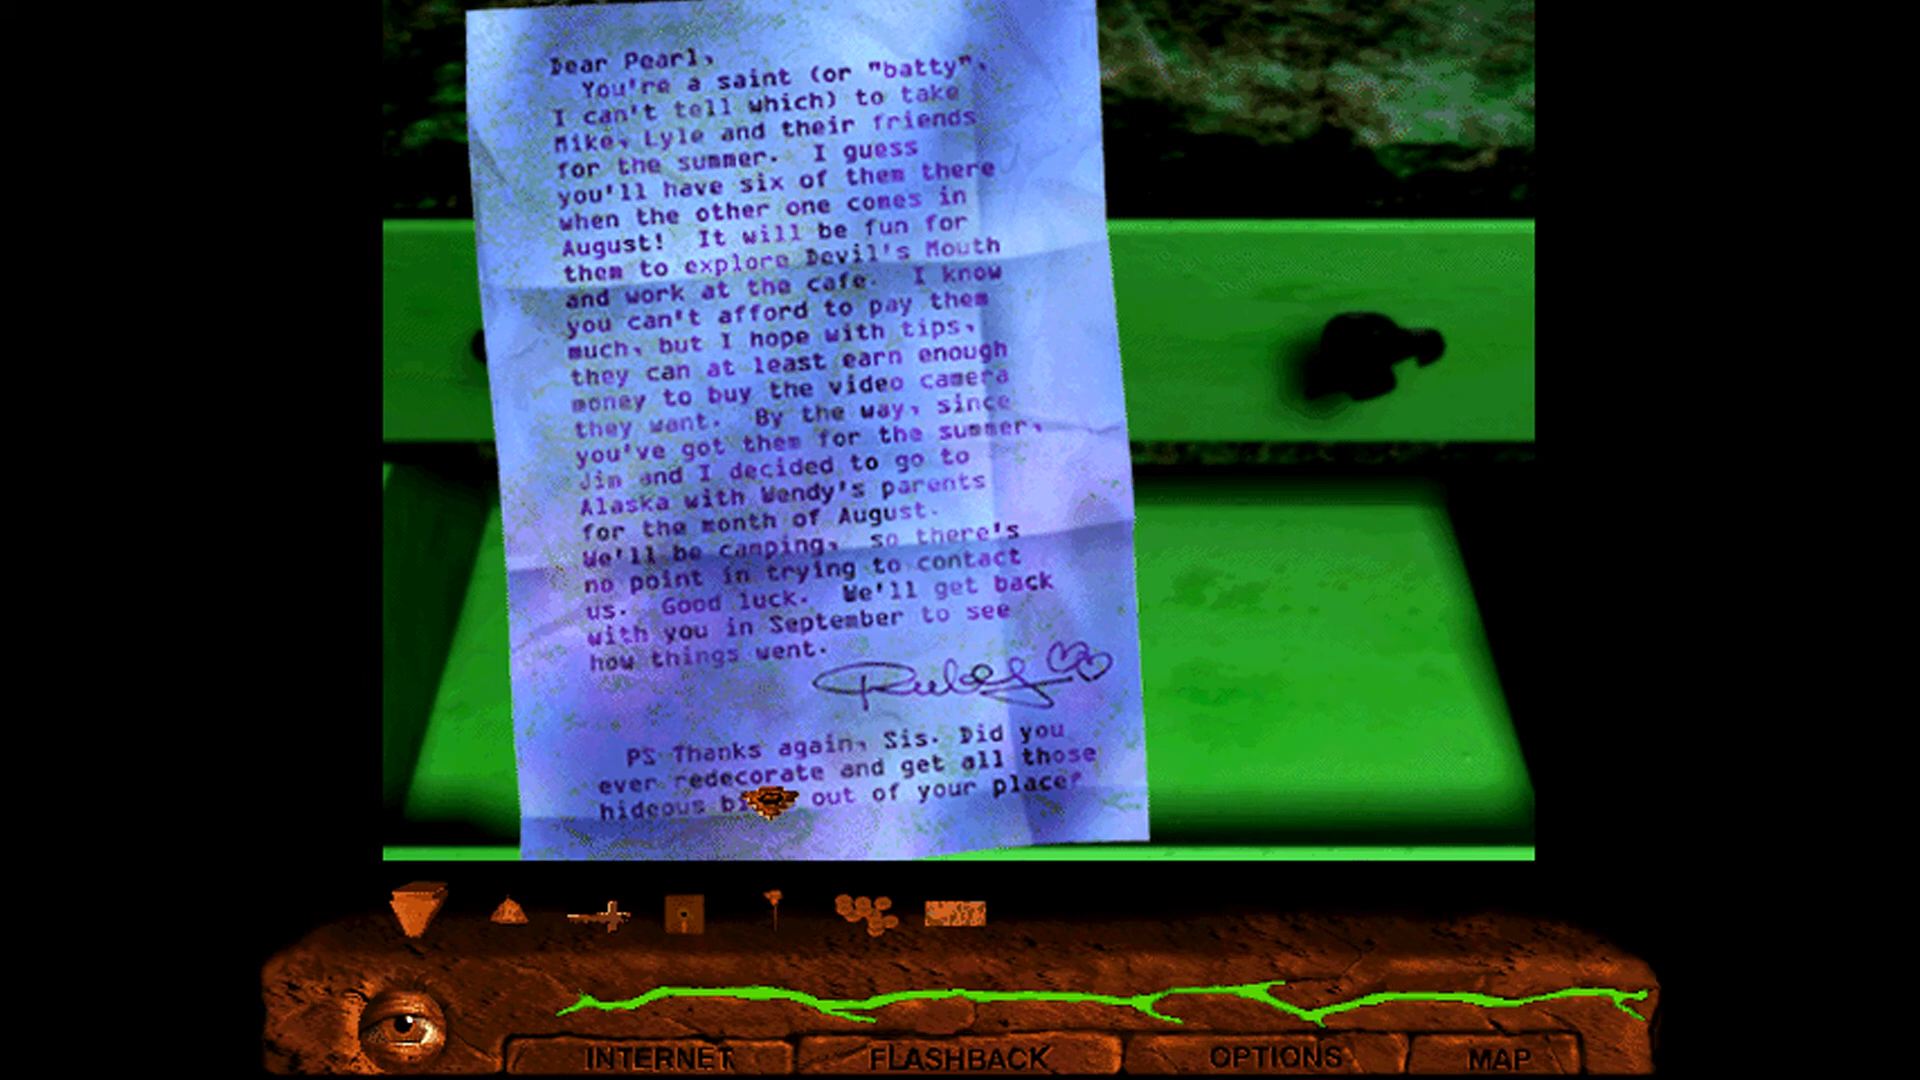 Dear Pearl,
You're a saint (or "batty",
I can't tell which) to take
Mike, Lyle and their friends
for the summer. I guess
you'll have six of them there
when the other one comes in
August! It will be fun for
them to explore Devil's Mouth
and work at the cafe. I know
you can't afford to pay them
much, but I hope with tips,
they can at least earn enough
money to buy the video camera
they want. By the way, since
you've got them for the summer,
Jim and I decided to go to
Alaska with Wendy's parents
for the month of August.
We'll be camping, so there's
no point in trying to contact
us. Good luck. We'll get back
with you in September to see
how things went.
Ruby
PS Thanks again, Sis. Did you
ever redecorate and get all those
hideous out of your place?
INTERNET FLASHBACK OPTIONS MAP